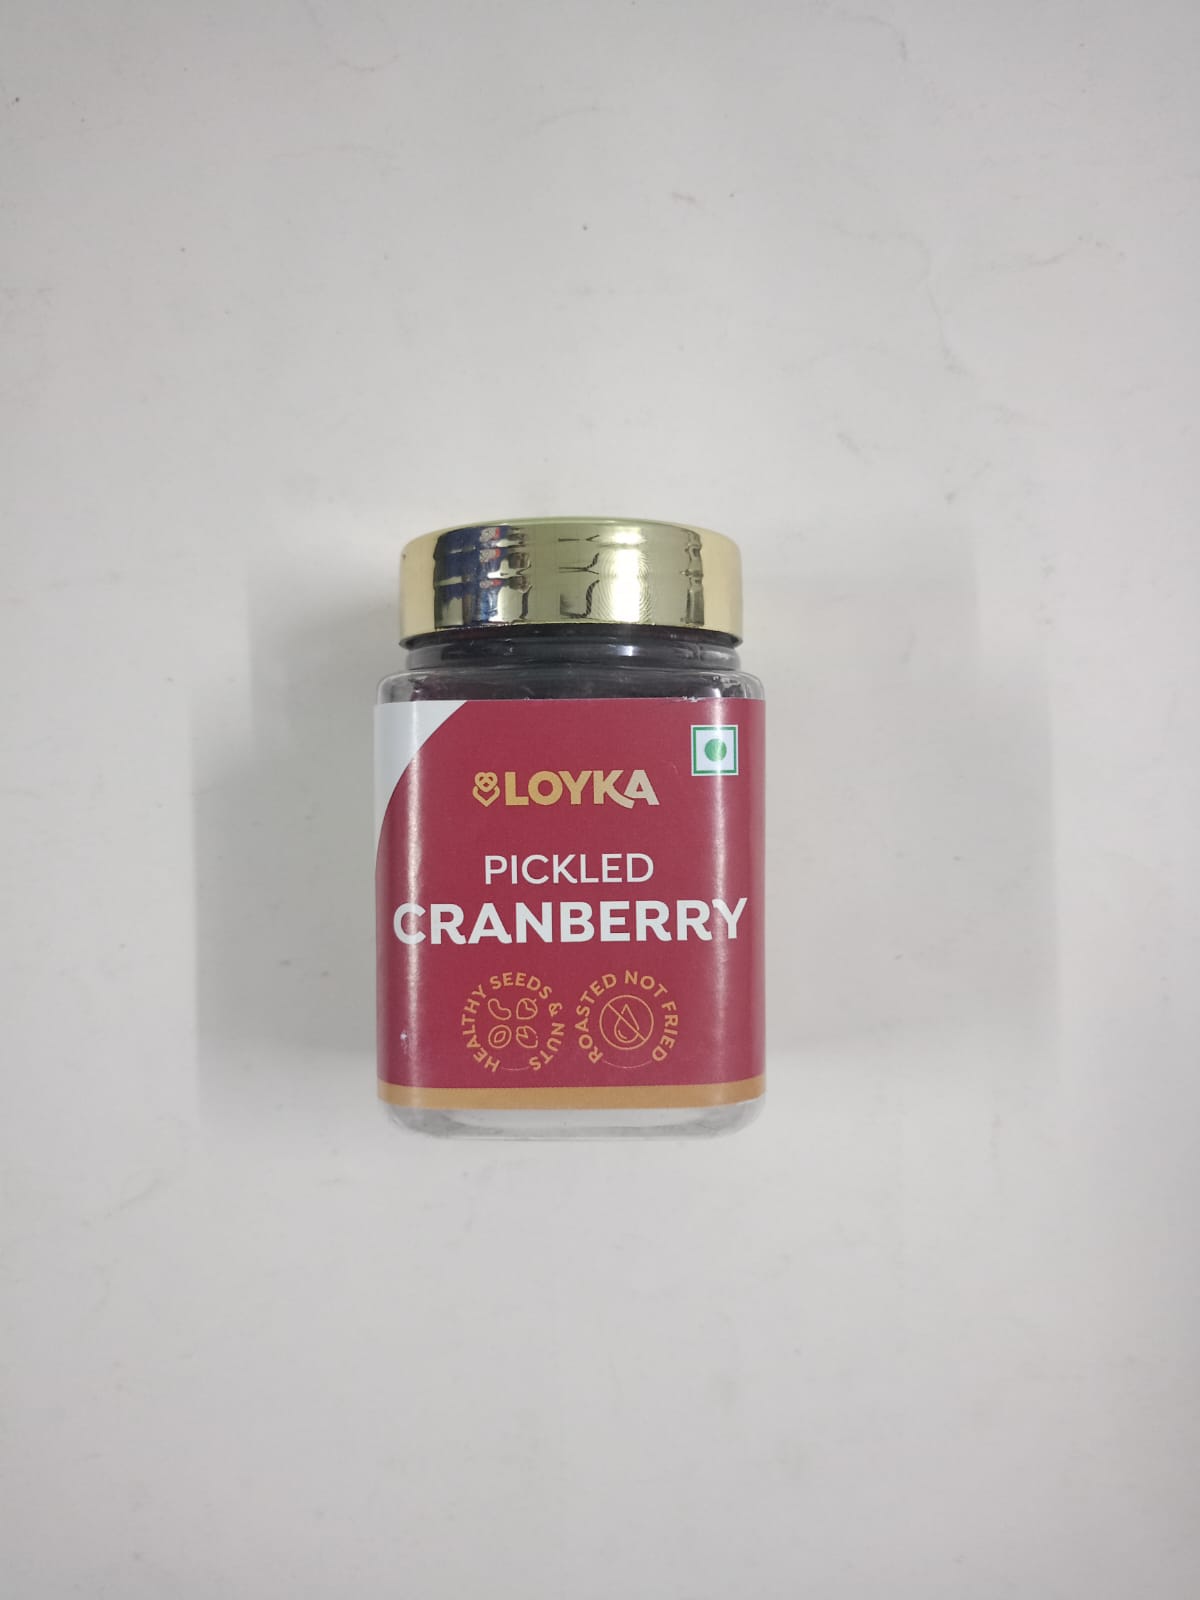 LOYKA
PICKLED
CRANBERRY
HEALTHY SEEDS & NUTS
ROASTED NOT FRIED